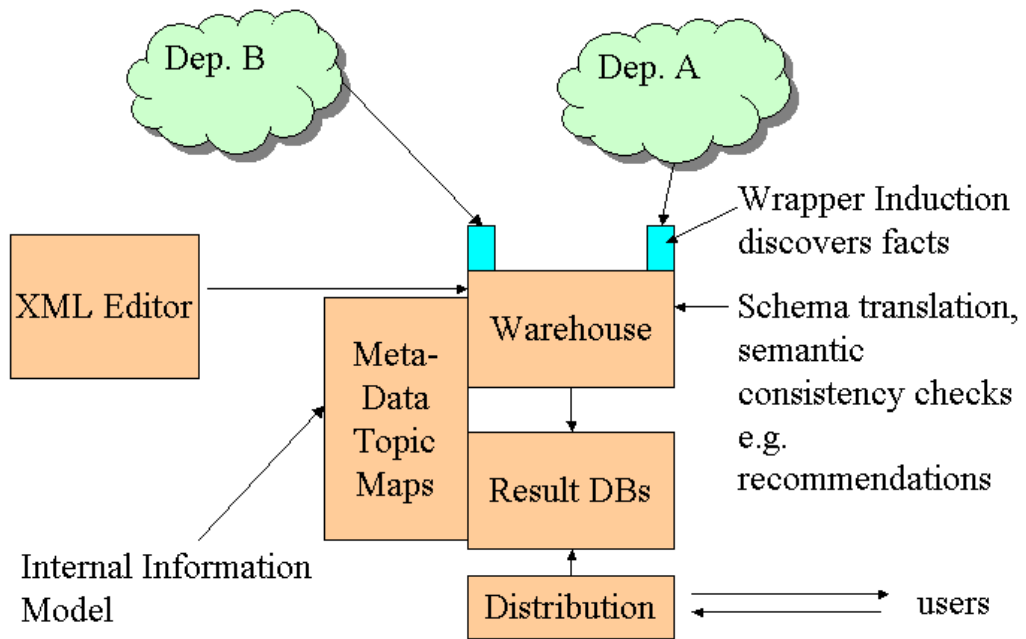 Dep. B
Dep. A
Wrapper Induction
discovers facts
XML Editor
Warehouse
Schema translation,
semantic
consistency checks
e.g.
recommendations
Meta-
Data
Topic
Maps
Result DBs
Internal Information
Model
Distribution
users